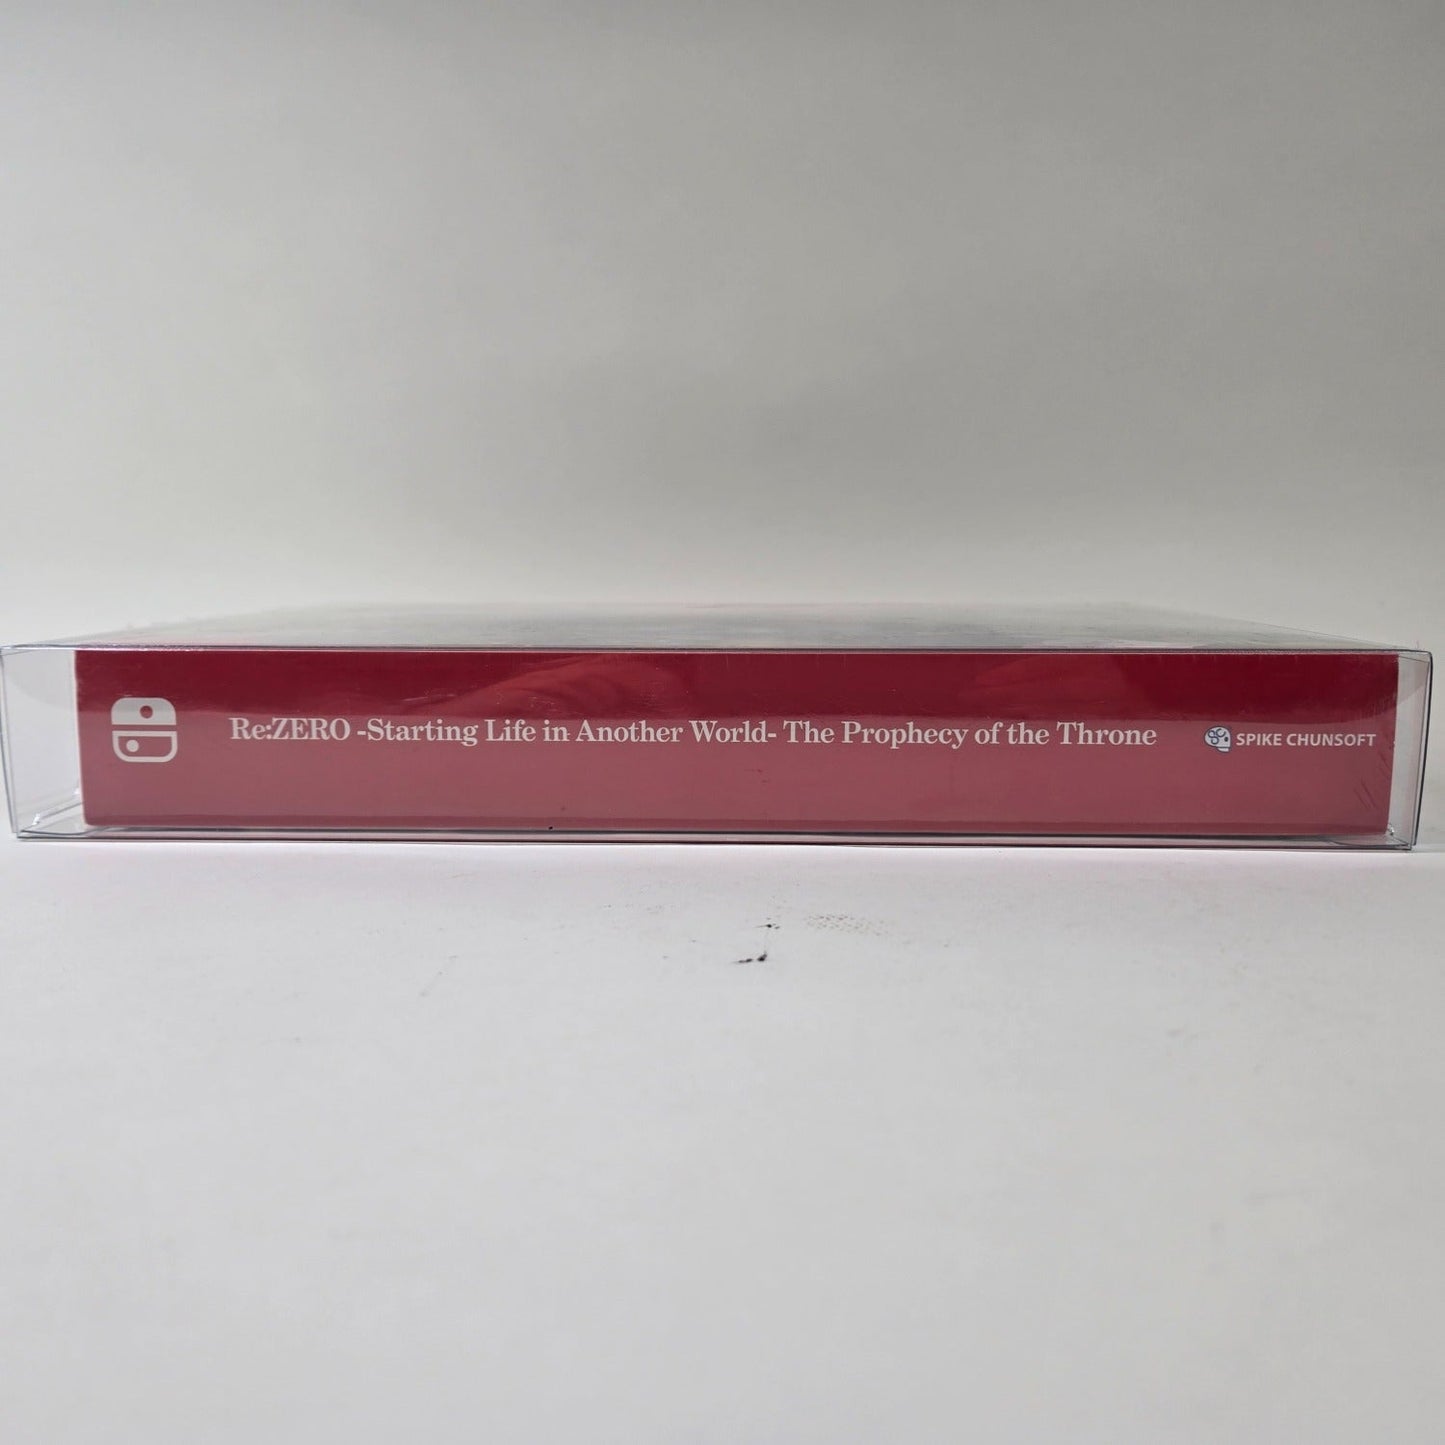 Re:ZERO -Starting Life in Another World- The Prophecy of the Throne
SPIKE CHUNSOFT